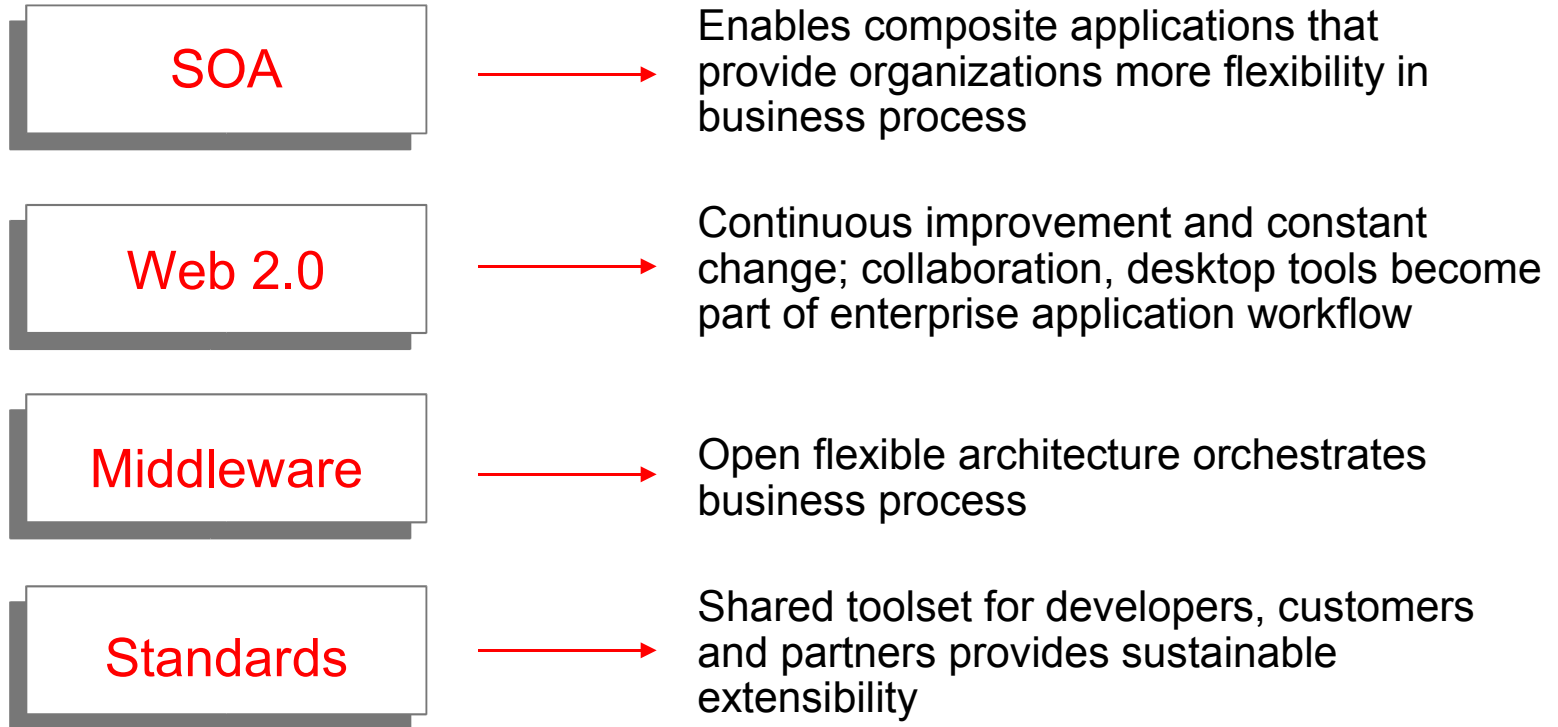 SOA
Enables composite applications that
provide organizations more flexibility in
business process
Web 2.0
Continuous improvement and constant
change; collaboration, desktop tools become
part of enterprise application workflow
Middleware
Open flexible architecture orchestrates
business process
Standards
Shared toolset for developers, customers
and partners provides sustainable
extensibility